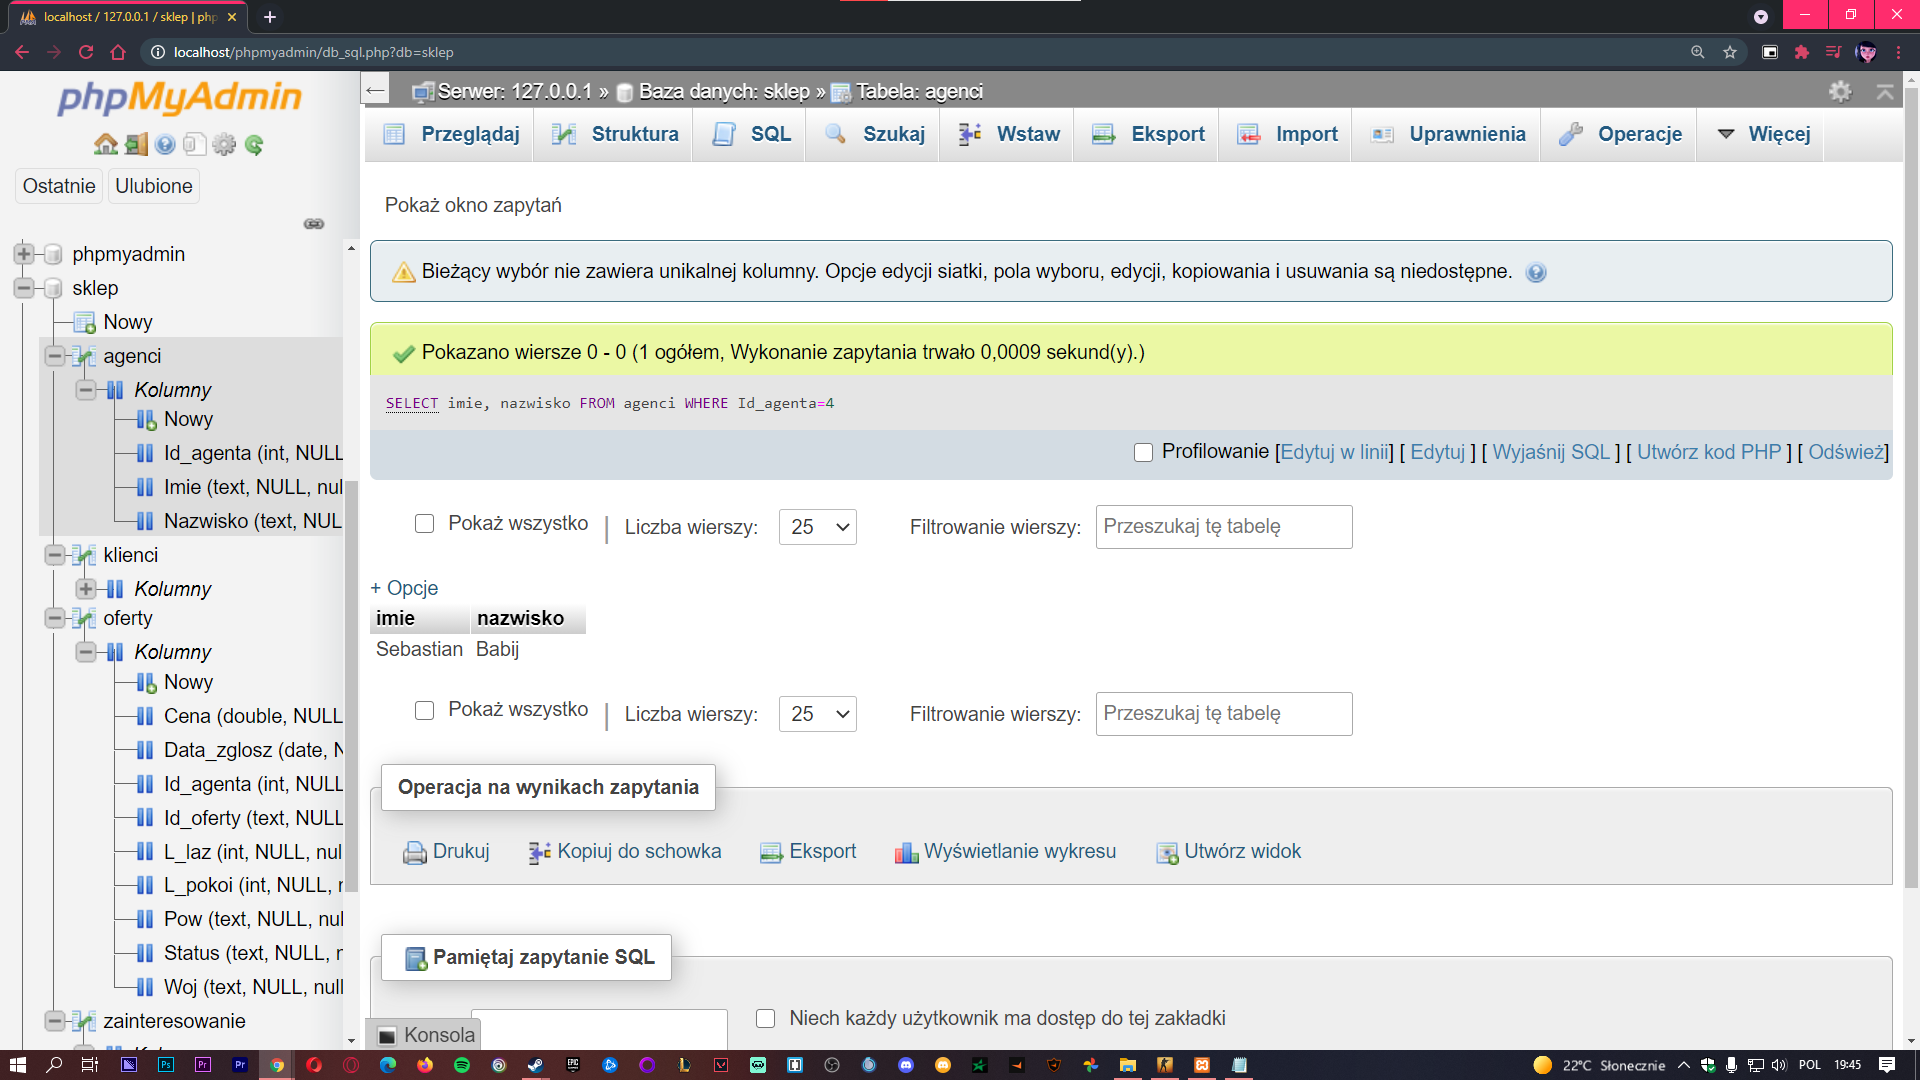 localhost / 127.0.0.1 / sklep | php
localhost/phpmyadmin/db_sql.php?db=sklep
phpMyAdmin
Ostatnie
Ulubione
phpmyadmin
sklep
Nowy
agenci
Kolumny
Nowy
Id_agenta (int, NULL
Imie (text, NULL, nul
Nazwisko (text, NUL
klienci
Kolumny
oferty
Kolumny
Nowy
Cena (double, NULL
Data_zglosz (date, N
Id_agenta (int, NULL
Id_oferty (text, NULL
L_laz (int, NULL, nul
L_pokoi (int, NULL, r
Pow (text, NULL, nul
Status (text, NULL, r
Woj (text, NULL, null
zainteresowanie
Serwer: 127.0.0.1 » Baza danych: sklep » Tabela: agenci
Przeglądaj
Struktura
SQL
Szukaj
Wstaw
Eksport
Import
Uprawnienia
Operacje
Więcej
Pokaż okno zapytań
Bieżący wybór nie zawiera unikalnej kolumny. Opcje edycji siatki, pola wyboru, edycji, kopiowania i usuwania są niedostępne.
Pokazano wiersze 0 - 0 (1 ogółem, Wykonanie zapytania trwało 0,0009 sekund(y).)
SELECT imie, nazwisko FROM agenci WHERE Id_agenta=4
Profilowanie [Edytuj w linii] [ Edytuj ] [ Wyjaśnij SQL ] [ Utwórz kod PHP ] [ Odśwież]
Pokaż wszystko | Liczba wierszy: 25 Filtrowanie wierszy: Przeszukaj tę tabelę
+ Opcje
imie nazwisko
Sebastian Babij
Pokaż wszystko | Liczba wierszy: 25 Filtrowanie wierszy: Przeszukaj tę tabelę
Operacja na wynikach zapytania
Drukuj
Kopiuj do schowka
Eksport
Wyświetlanie wykresu
Utwórz widok
Pamiętaj zapytanie SQL
Niech każdy użytkownik ma dostęp do tej zakładki
Konsola
22°C Słonecznie
POL
19:45